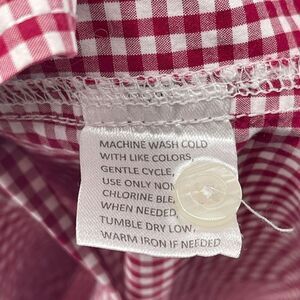 MACHINE WASH COLD
WITH LIKE COLORS,
GENTLE CYCLE,
USE ONLY NON
CHLORINE BLE
WHEN NEEDED,
TUMBLE DRY LOW,
WARM IRON IF NEEDED